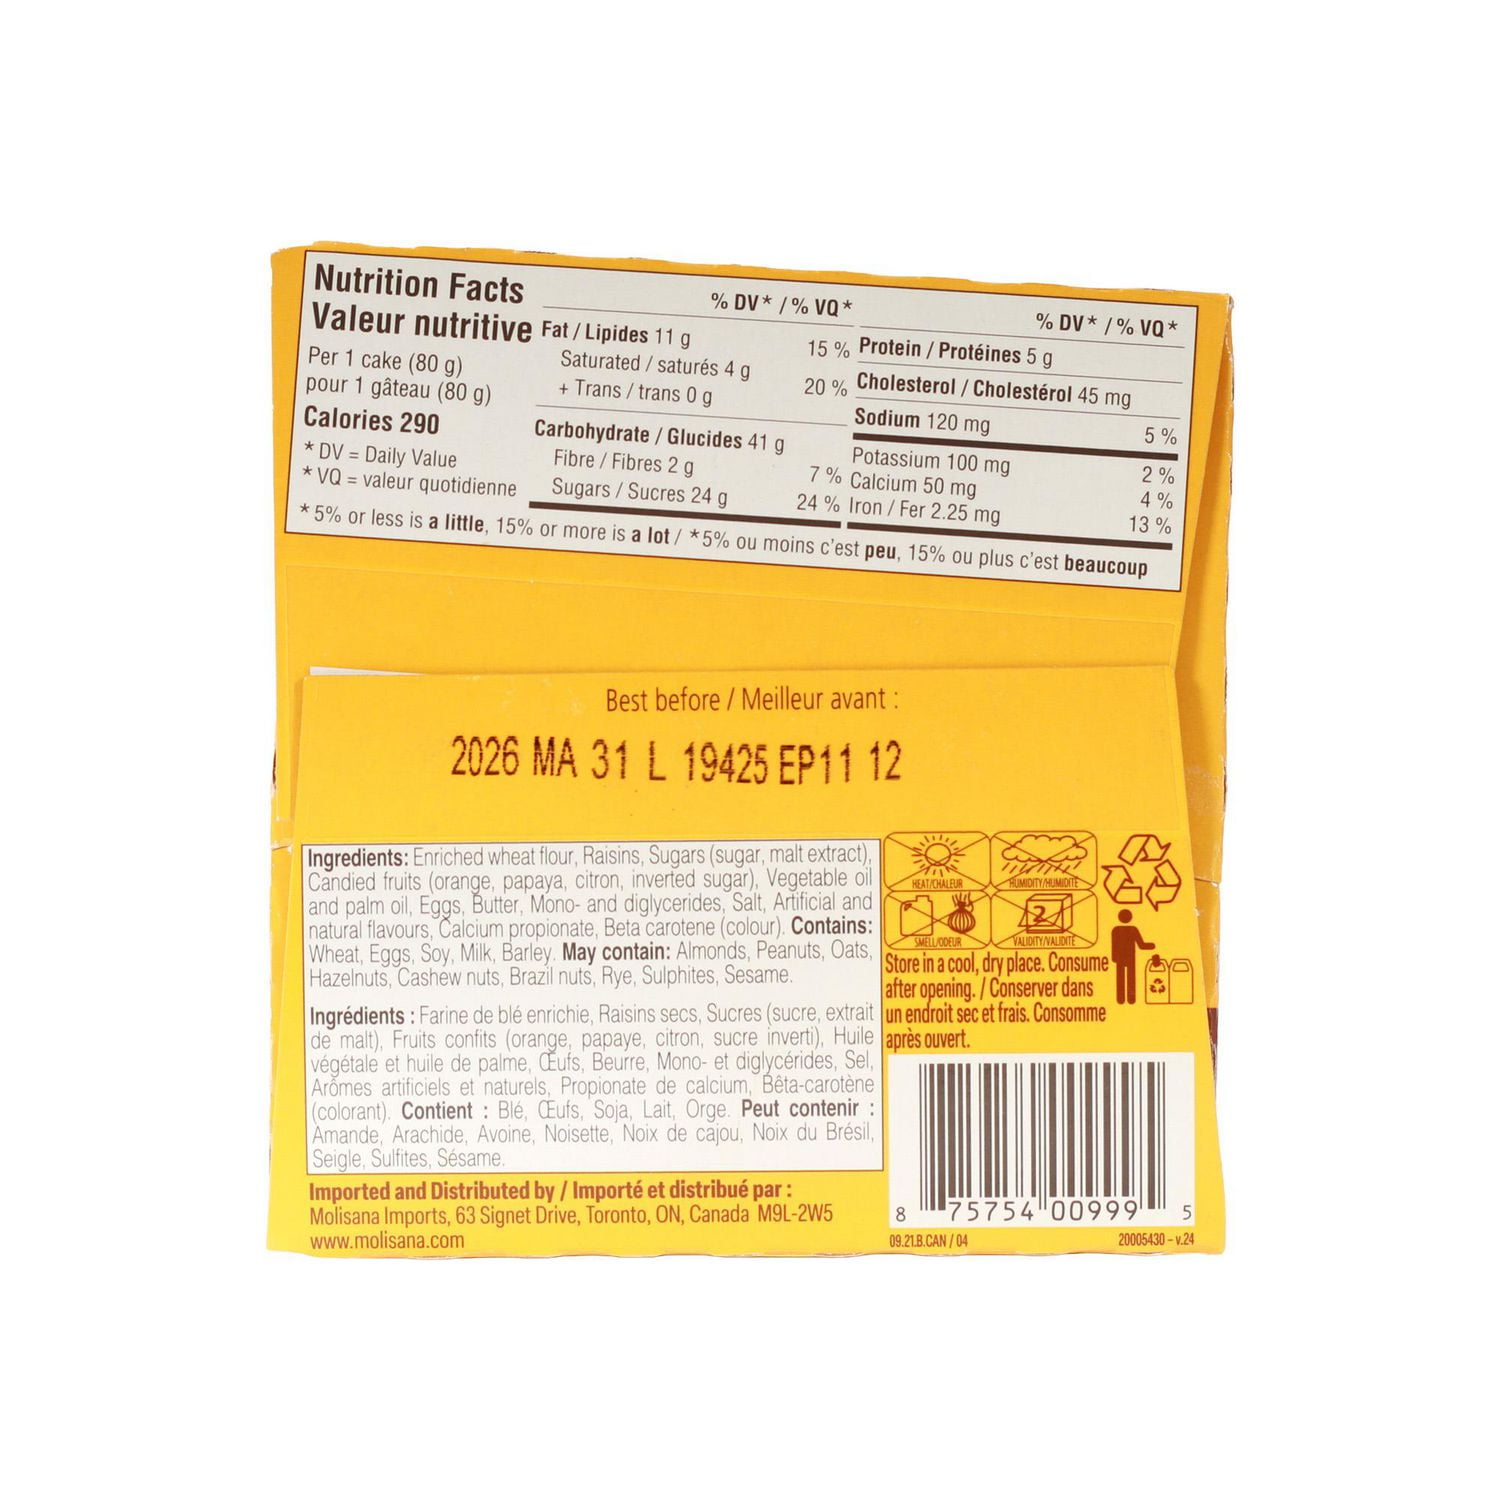 Nutrition Facts
Valeur nutritive
Per 1 cake (80 g)
pour 1 gâteau (80 g)
Calories 290
* DV = Daily Value
* VQ = valeur quotidienne
% DV* / % VQ*
Fat / Lipides 11 g 15 %
Saturated / saturés 4 g
+ Trans / trans 0 g 20 %
Carbohydrate / Glucides 41 g
Fibre / Fibres 2 g 7 %
Sugars / Sucres 24 g 24 %
% DV* / % VQ*
Protein / Protéines 5 g
Cholesterol / Cholestérol 45 mg
Sodium 120 mg 5 %
Potassium 100 mg 2 %
Calcium 50 mg 4 %
Iron / Fer 2.25 mg 13 %
* 5% or less is a little, 15% or more is a lot / *5% ou moins c'est peu, 15% ou plus c'est beaucoup
Best before / Meilleur avant :
2026 MA 31 L 19425 EP11 12
Ingredients: Enriched wheat flour, Raisins, Sugars (sugar, malt extract),
Candied fruits (orange, papaya, citron, inverted sugar), Vegetable oil
and palm oil, Eggs, Butter, Mono- and diglycerides, Salt, Artificial and
natural flavours, Calcium propionate, Beta carotene (colour). Contains:
Wheat, Eggs, Soy, Milk, Barley. May contain: Almonds, Peanuts, Oats,
Hazelnuts, Cashew nuts, Brazil nuts, Rye, Sulphites, Sesame.
Ingrédients : Farine de blé enrichie, Raisins secs, Sucres (sucre, extrait
de malt), Fruits confits (orange, papaye, citron, sucre inverti), Huile
végétale et huile de palme, Œufs, Beurre, Mono- et diglycérides, Sel,
Arômes artificiels et naturels, Propionate de calcium, Bêta-carotène
(colorant). Contient : Blé, Œufs, Soja, Lait, Orge. Peut contenir :
Amande, Arachide, Avoine, Noisette, Noix de cajou, Noix du Brésil,
Seigle, Sulfites, Sésame.
Imported and Distributed by / Importé et distribué par :
Molisana Imports, 63 Signet Drive, Toronto, ON, Canada M9L-2W5
www.molisana.com
HEAT/CHALEUR
HUMIDITY/HUMIDITÉ
SMELL/ODEUR
2
VALIDITY/VALIDITÉ
Store in a cool, dry place. Consume
after opening. / Conserver dans
un endroit sec et frais. Consomme
après ouvert.
8 75754 00999 5
09.21.B.CAN / 04
20005430 - v.24